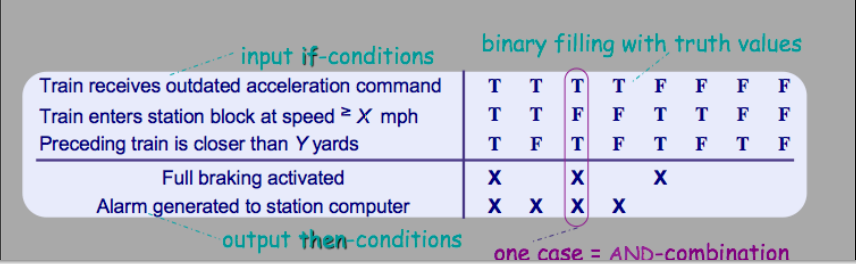 input if-conditions
binary filling with truth values
Train receives outdated acceleration command T T T T F F F F
Train enters station block at speed ≥ X mph T T F F T T F F
Preceding train is closer than Y yards T F T F T F T F
Full braking activated X X X
Alarm generated to station computer X X X X
output then-conditions
one case = AND-combination